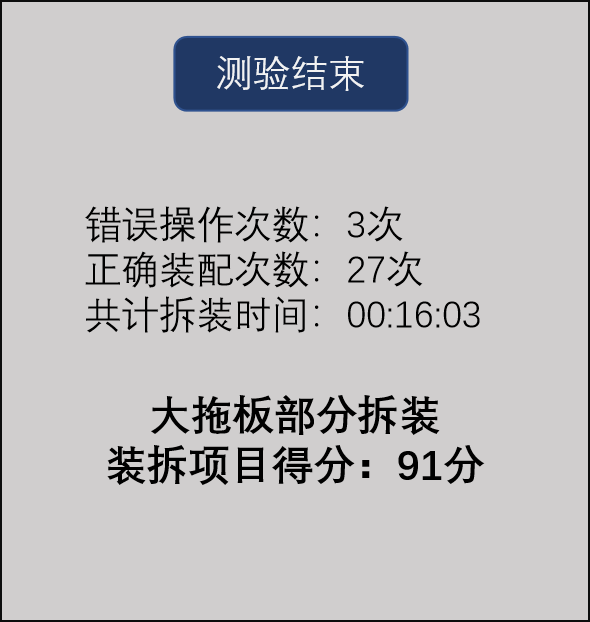 测验结束
错误操作次数：3次
正确装配次数：27次
共计拆装时间：00:16:03
大拖板部分拆装
装拆项目得分：91分